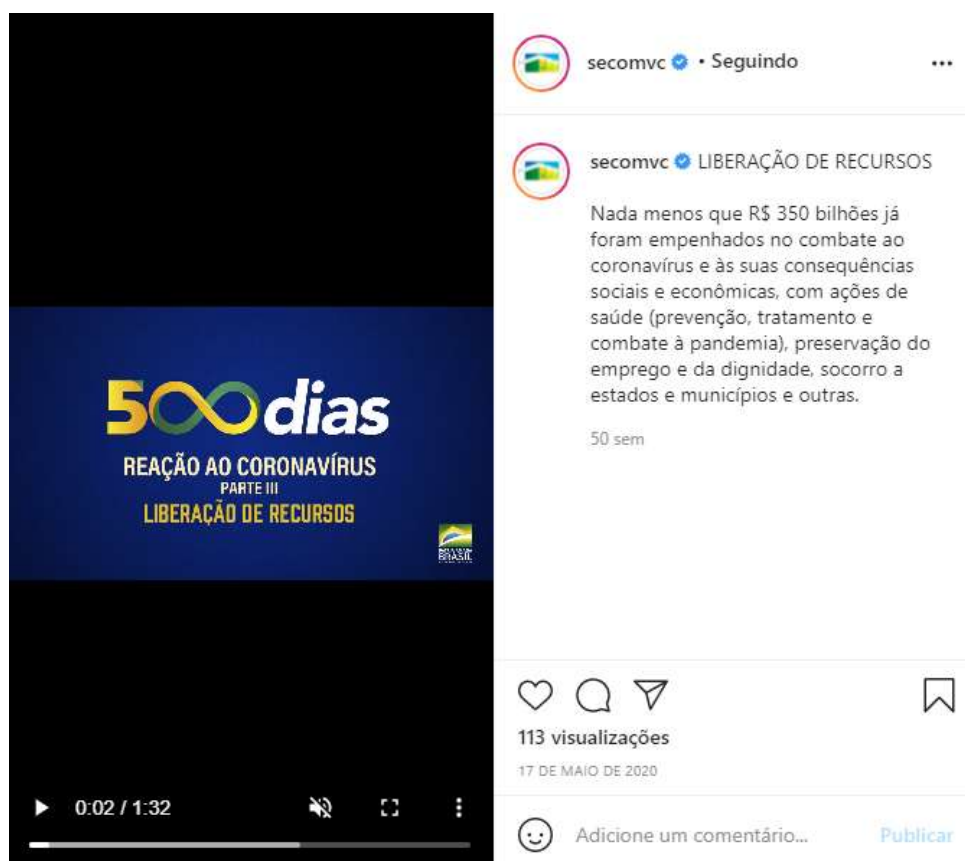 500dias
REAÇÃO AO CORONAVÍRUS
PARTE III
LIBERAÇÃO DE RECURSOS
BRASIL
0:02 / 1:32
secomvc • Seguindo
secomvc LIBERAÇÃO DE RECURSOS
Nada menos que R$ 350 bilhões já
foram empenhados no combate ao
coronavírus e às suas consequências
sociais e econômicas, com ações de
saúde (prevenção, tratamento e
combate à pandemia), preservação do
emprego e da dignidade, socorro a
estados e municípios e outras.
50 sem
113 visualizações
17 DE MAIO DE 2020
Adicione um comentário... Publicar